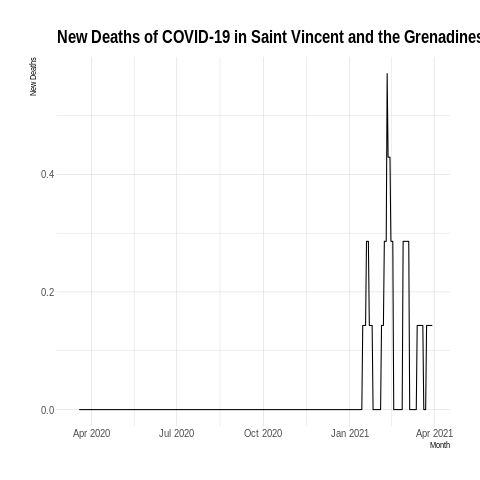 New Deaths of COVID-19 in Saint Vincent and the Grenadines
New Deaths
0.4
0.2
0.0
Apr 2020 Jul 2020 Oct 2020 Jan 2021 Apr 2021
Month